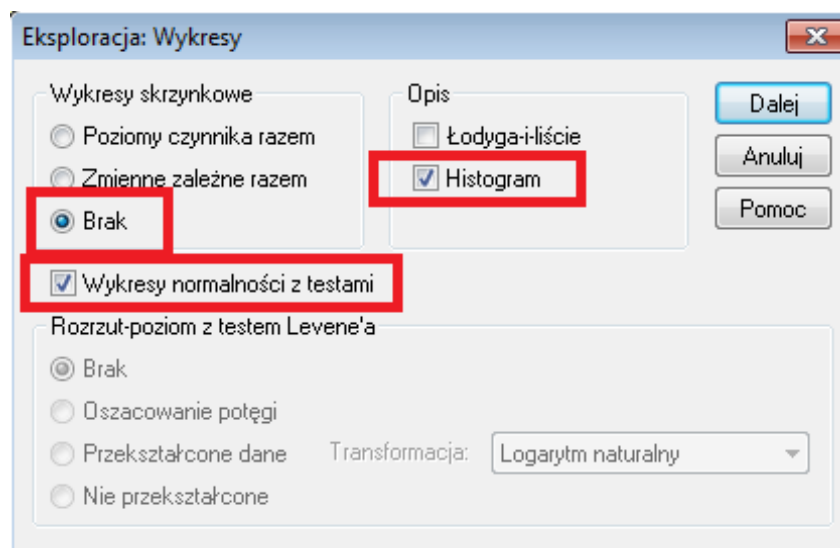 Eksploracja: Wykresy
Wykresy skrzynkowe
Poziomy czynnika razem
Zmienne zależne razem
Brak
Opis
Łodyga-i-liście
Histogram
Dalej
Anuluj
Pomoc
Wykresy normalności z testami
Rozrzut-poziom z testem Levene'a
Brak
Oszacowanie potęgi
Przekształcone dane
Transformacja:
Logarytm naturalny
Nie przekształcone